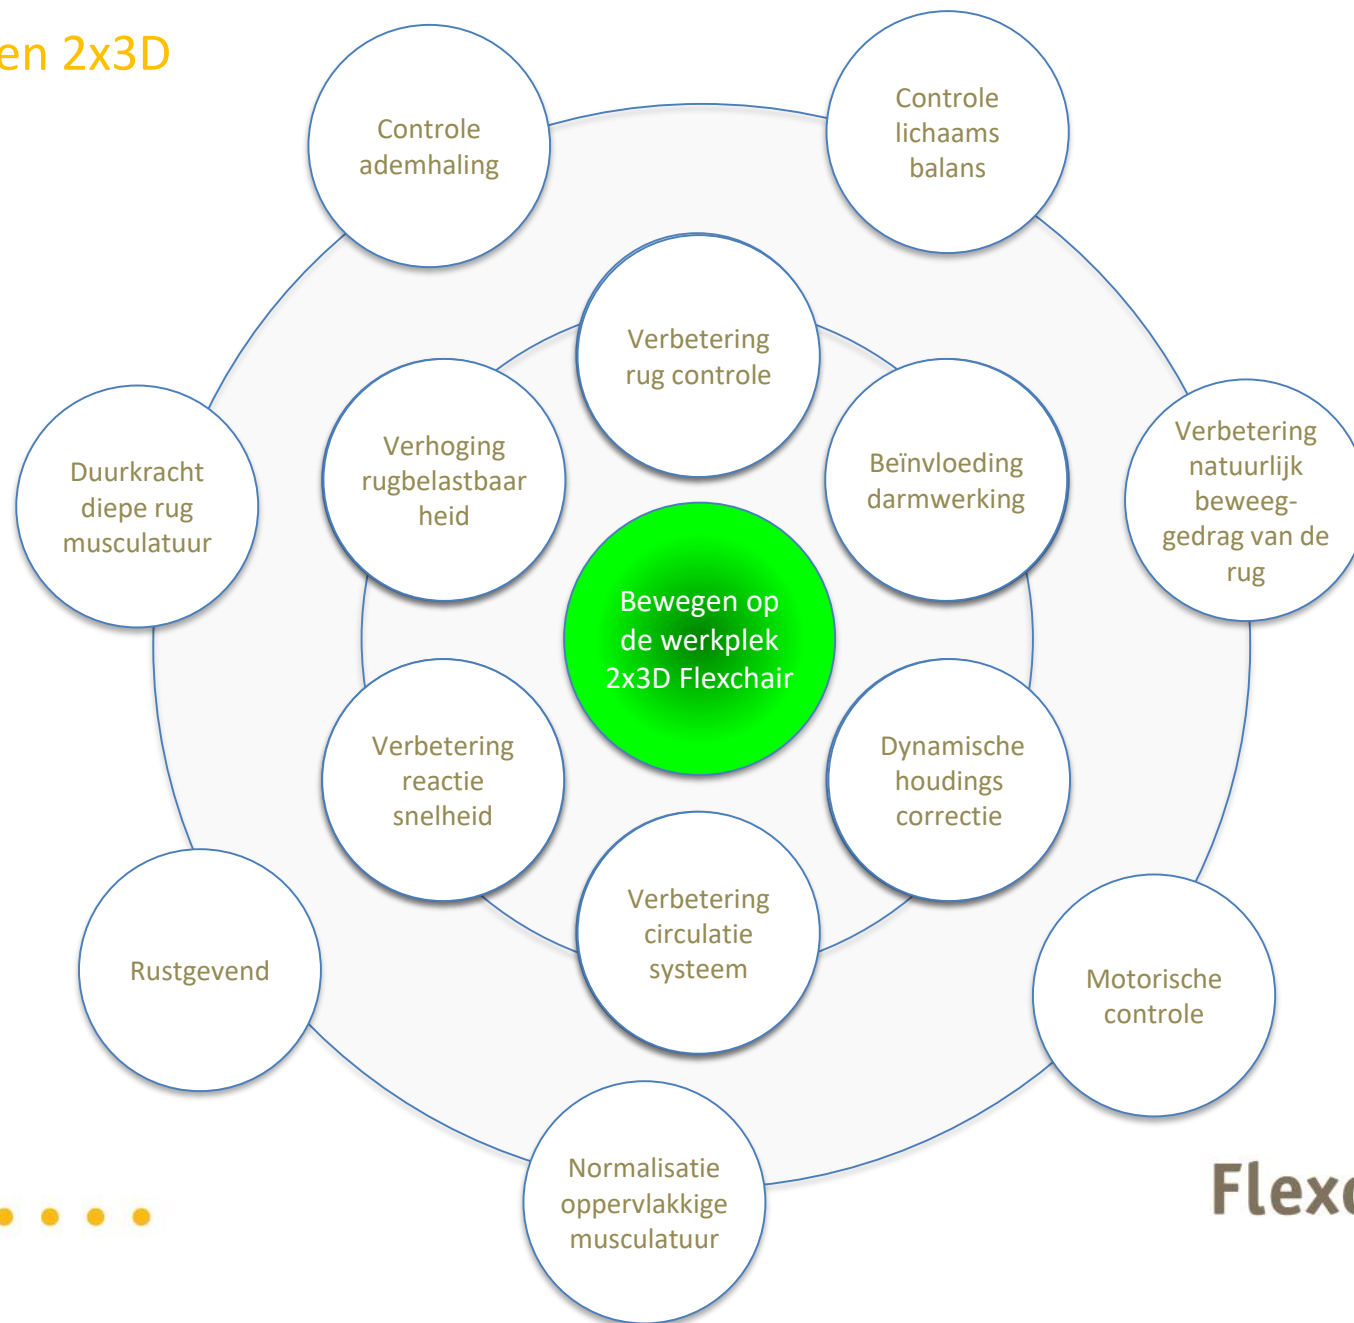 en 2x3D
Controle
ademhaling
Controle
lichaams
balans
Verbetering
rug controle
Verhoging
rugbelastbaar
heid
Beïnvloeding
darmwerking
Duurkracht
diepe rug
musculatuur
Verbetering
natuurlijk
beweeg-
gedrag van de
rug
Bewegen op
de werkplek
2x3D Flexchair
Verbetering
reactie
snelheid
Dynamische
houdings
correctie
Verbetering
circulatie
systeem
Rustgevend
Motorische
controle
Normalisatie
oppervlakkige
musculatuur